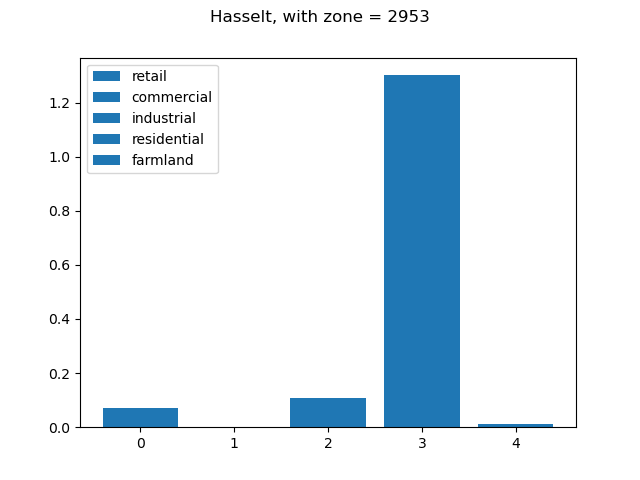 Hasselt, with zone = 2953
retail
commercial
industrial
residential
farmland
1.2
1.0
0.8
0.6
0.4
0.2
0.0
0 1 2 3 4